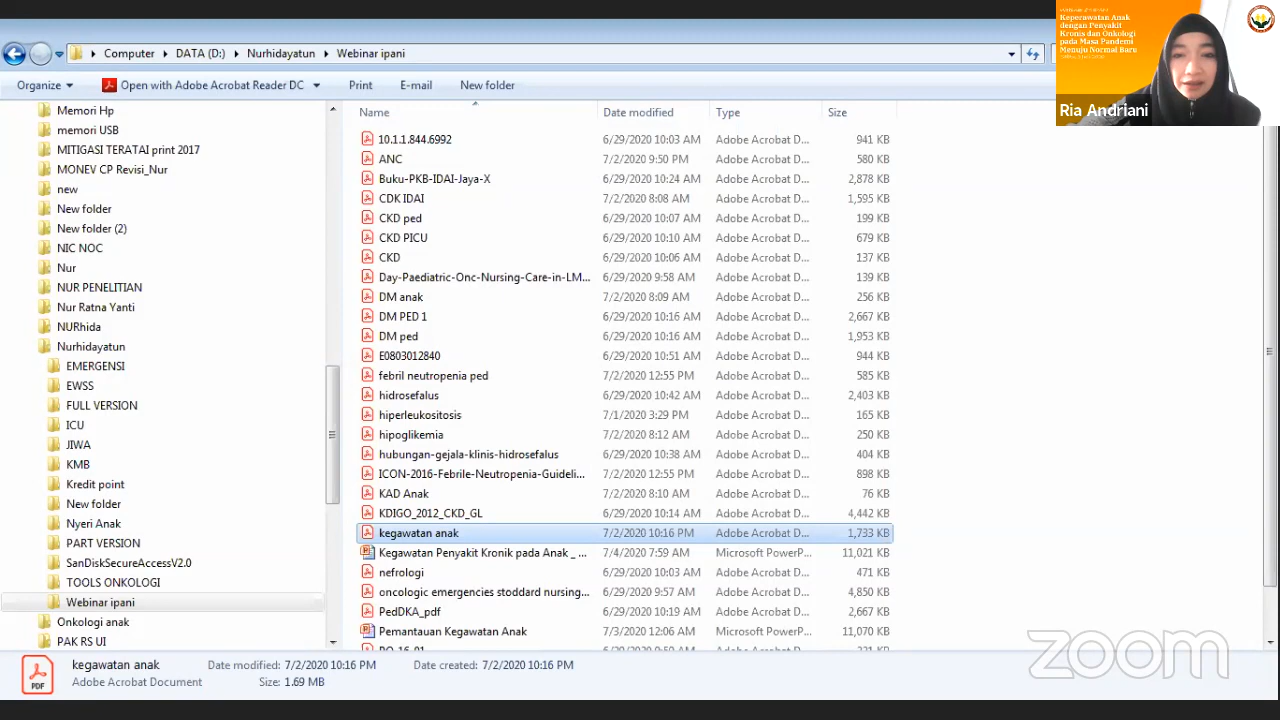 Computer ▸ DATA (D:) ▸ Nurhidayatun ▸ Webinar ipani
Organize Open with Adobe Acrobat Reader DC Print E-mail New folder
Memori Hp
memori USB
MITIGASI TERATAI print 2017
MONEV CP Revisi_Nur
new
New folder
New folder (2)
NIC NOC
Nur
NUR PENELITIAN
Nur Ratna Yanti
NURhida
Nurhidayatun
EMERGENSI
EWSS
FULL VERSION
ICU
JIWA
KMB
Kredit point
New folder
Nyeri Anak
PART VERSION
SanDiskSecureAccessV2.0
TOOLS ONKOLOGI
Webinar ipani
Onkologi anak
PAK RS UI
Name Date modified Type Size
10.1.1.844.6992 6/29/2020 10:03 AM Adobe Acrobat D... 941 KB
ANC 7/2/2020 9:50 PM Adobe Acrobat D... 580 KB
Buku-PKB-IDAI-Jaya-X 6/29/2020 10:24 AM Adobe Acrobat D... 2,878 KB
CDK IDAI 7/2/2020 8:08 AM Adobe Acrobat D... 1,595 KB
CKD ped 6/29/2020 10:07 AM Adobe Acrobat D... 199 KB
CKD PICU 6/29/2020 10:10 AM Adobe Acrobat D... 679 KB
CKD 6/29/2020 10:06 AM Adobe Acrobat D... 137 KB
Day-Paediatric-Onc-Nursing-Care-in-LM... 6/29/2020 9:58 AM Adobe Acrobat D... 139 KB
DM anak 7/2/2020 8:09 AM Adobe Acrobat D... 256 KB
DM PED 1 6/29/2020 10:16 AM Adobe Acrobat D... 2,667 KB
DM ped 6/29/2020 10:16 AM Adobe Acrobat D... 1,953 KB
E0803012840 6/29/2020 10:51 AM Adobe Acrobat D... 944 KB
febril neutropenia ped 7/2/2020 12:55 PM Adobe Acrobat D... 585 KB
hidrosefalus 6/29/2020 10:42 AM Adobe Acrobat D... 2,403 KB
hiperleukositosis 7/1/2020 3:29 PM Adobe Acrobat D... 165 KB
hipoglikemia 7/2/2020 8:12 AM Adobe Acrobat D... 250 KB
hubungan-gejala-klinis-hidrosefalus 6/29/2020 10:38 AM Adobe Acrobat D... 404 KB
ICON-2016-Febrile-Neutropenia-Guideli... 7/2/2020 12:55 PM Adobe Acrobat D... 898 KB
KAD Anak 7/2/2020 8:10 AM Adobe Acrobat D... 76 KB
KDIGO_2012_CKD_GL 6/29/2020 10:14 AM Adobe Acrobat D... 4,442 KB
kegawatan anak 7/2/2020 10:16 PM Adobe Acrobat D... 1,733 KB
Kegawatan Penyakit Kronik pada Anak _ ... 7/4/2020 7:59 AM Microsoft PowerP... 11,021 KB
nefrologi 6/29/2020 10:03 AM Adobe Acrobat D... 471 KB
oncologic emergencies stoddard nursing... 6/29/2020 9:57 AM Adobe Acrobat D... 4,850 KB
PedDKA_pdf 6/29/2020 10:19 AM Adobe Acrobat D... 2,667 KB
Pemantauan Kegawatan Anak 7/3/2020 12:06 AM Microsoft PowerP... 11,070 KB
kegawatan anak Date modified: 7/2/2020 10:16 PM Date created: 7/2/2020 10:16 PM
Adobe Acrobat Document Size: 1.69 MB
PDF
Keperawatan Anak
dengan Penyakit
Kronis dan Onkologi
pada Masa Pandemi
Menuju Normal Baru
Ria Andriani
zoom